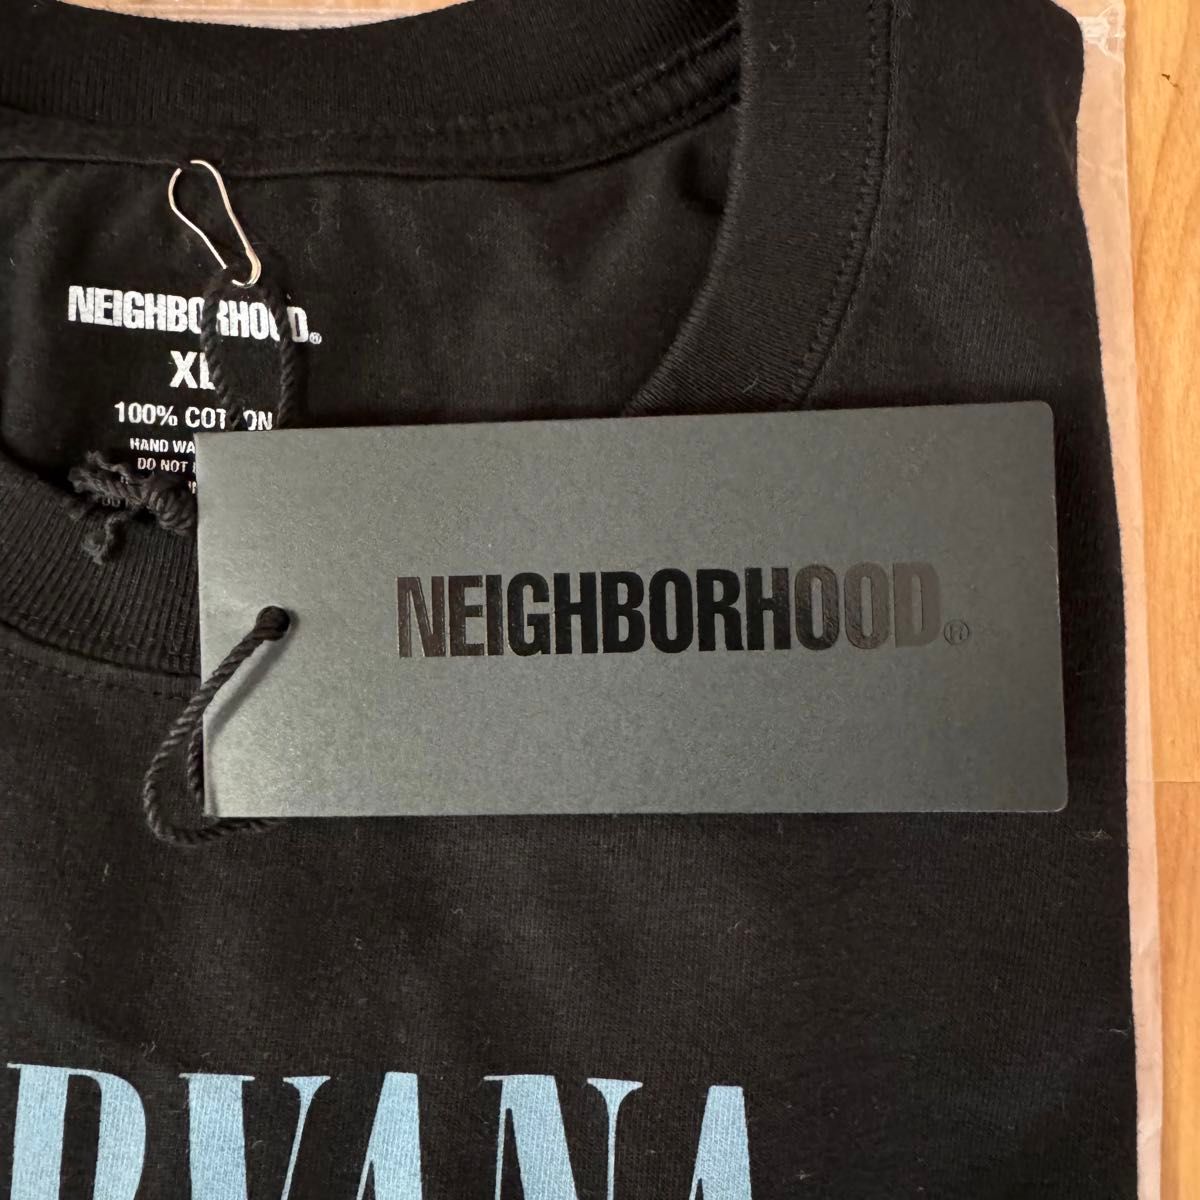 NEIGHBORHOOD®
XL
100% COTTON
HAND WA
DO NOT
NEIGHBORHOOD®
RVANA